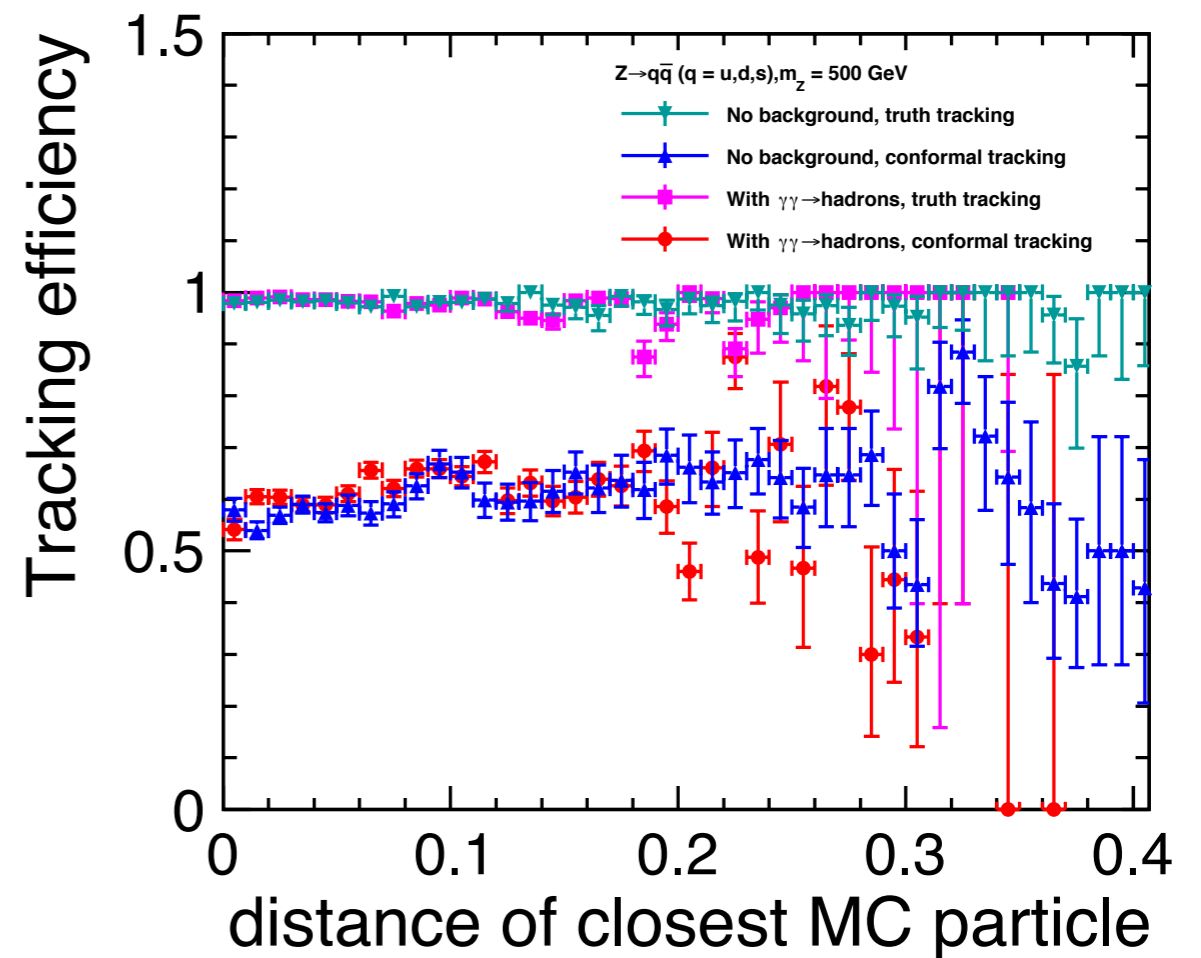 Tracking efficiency
1.5
1
0.5
0
Z→qq̅ (q = u,d,s),m_z = 500 GeV
No background, truth tracking
No background, conformal tracking
With γγ→hadrons, truth tracking
With γγ→hadrons, conformal tracking
0 0.1 0.2 0.3 0.4
distance of closest MC particle